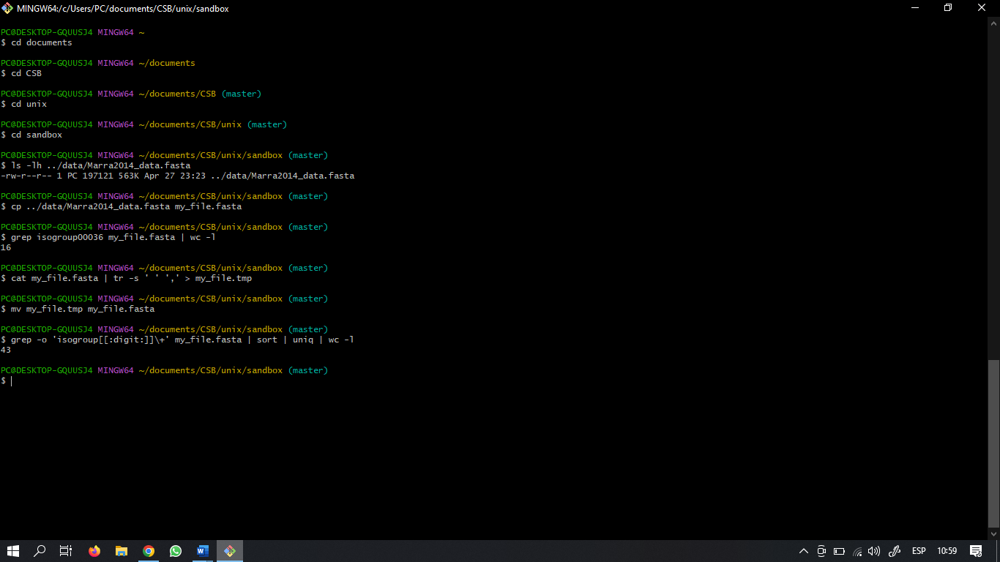 MINGW64:/c/Users/PC/documents/CSB/unix/sandbox
PC@DESKTOP-GQUUSJ4 MINGW64 ~
$ cd documents
PC@DESKTOP-GQUUSJ4 MINGW64 ~/documents
$ cd CSB
PC@DESKTOP-GQUUSJ4 MINGW64 ~/documents/CSB (master)
$ cd unix
PC@DESKTOP-GQUUSJ4 MINGW64 ~/documents/CSB/unix (master)
$ cd sandbox
PC@DESKTOP-GQUUSJ4 MINGW64 ~/documents/CSB/unix/sandbox (master)
$ ls -lh ../data/Marra2014_data.fasta
-rw-r--r-- 1 PC 197121 563K Apr 27 23:23 ../data/Marra2014_data.fasta
PC@DESKTOP-GQUUSJ4 MINGW64 ~/documents/CSB/unix/sandbox (master)
$ cp ../data/Marra2014_data.fasta my_file.fasta
PC@DESKTOP-GQUUSJ4 MINGW64 ~/documents/CSB/unix/sandbox (master)
$ grep isogroup00036 my_file.fasta | wc -l
16
PC@DESKTOP-GQUUSJ4 MINGW64 ~/documents/CSB/unix/sandbox (master)
$ cat my_file.fasta | tr -s ' ' ',' > my_file.tmp
PC@DESKTOP-GQUUSJ4 MINGW64 ~/documents/CSB/unix/sandbox (master)
$ mv my_file.tmp my_file.fasta
PC@DESKTOP-GQUUSJ4 MINGW64 ~/documents/CSB/unix/sandbox (master)
$ grep -o 'isogroup[[:digit:]]\+' my_file.fasta | sort | uniq | wc -l
43
PC@DESKTOP-GQUUSJ4 MINGW64 ~/documents/CSB/unix/sandbox (master)
$
W ESP 10:59